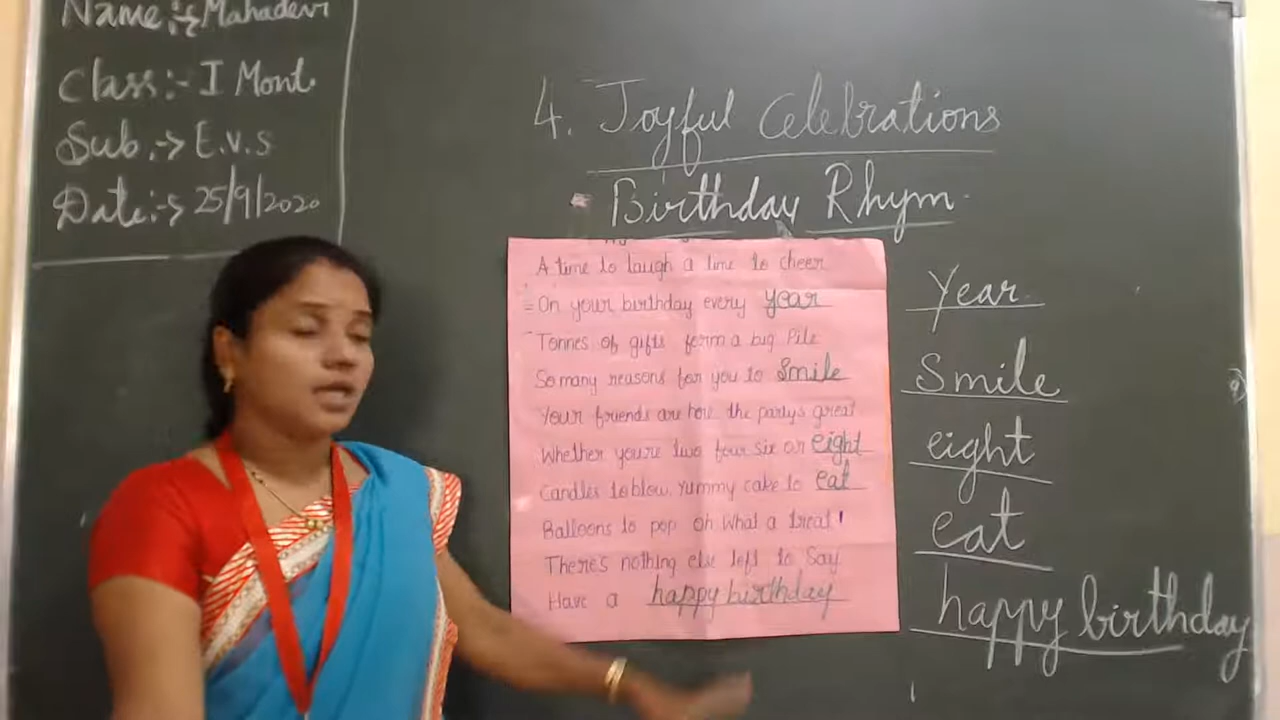 Name :- Mahadevi
Class :- I Mont.
Sub :-> E.v.s
Date :-> 25/9/2020
4. Joyful Celebrations
Birthday Rhym.
A time to laugh a time to cheer
On your birthday every year
Tonnes of gifts form a big Pile
So many reasons for you to Smile
Your friends are here the party's great
Whether you're two four six or eight
Candles to blow, Yummy cake to eat
Balloons to pop oh What a treat!
There's nothing else left to Say
Have a happy birthday
Year
Smile
eight
eat
happy birthday